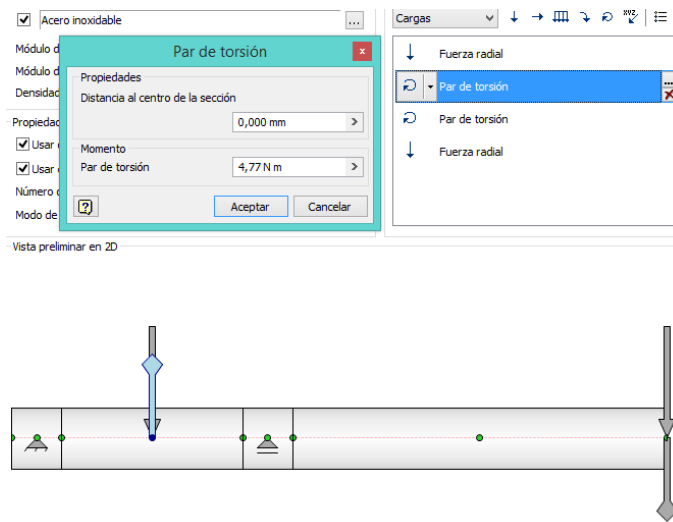 Acero inoxidable
...
Módulo d
Módulo d
Densidad
Propiedad
Usar
Usar
Número
Modo de
Par de torsión
x
Propiedades
Distancia al centro de la sección
0,000 mm
>
Momento
Par de torsión
4,77 N m
>
?
Aceptar
Cancelar
Cargas
XYZ
Fuerza radial
Par de torsión
...
Par de torsión
Fuerza radial
Vista preliminar en 2D